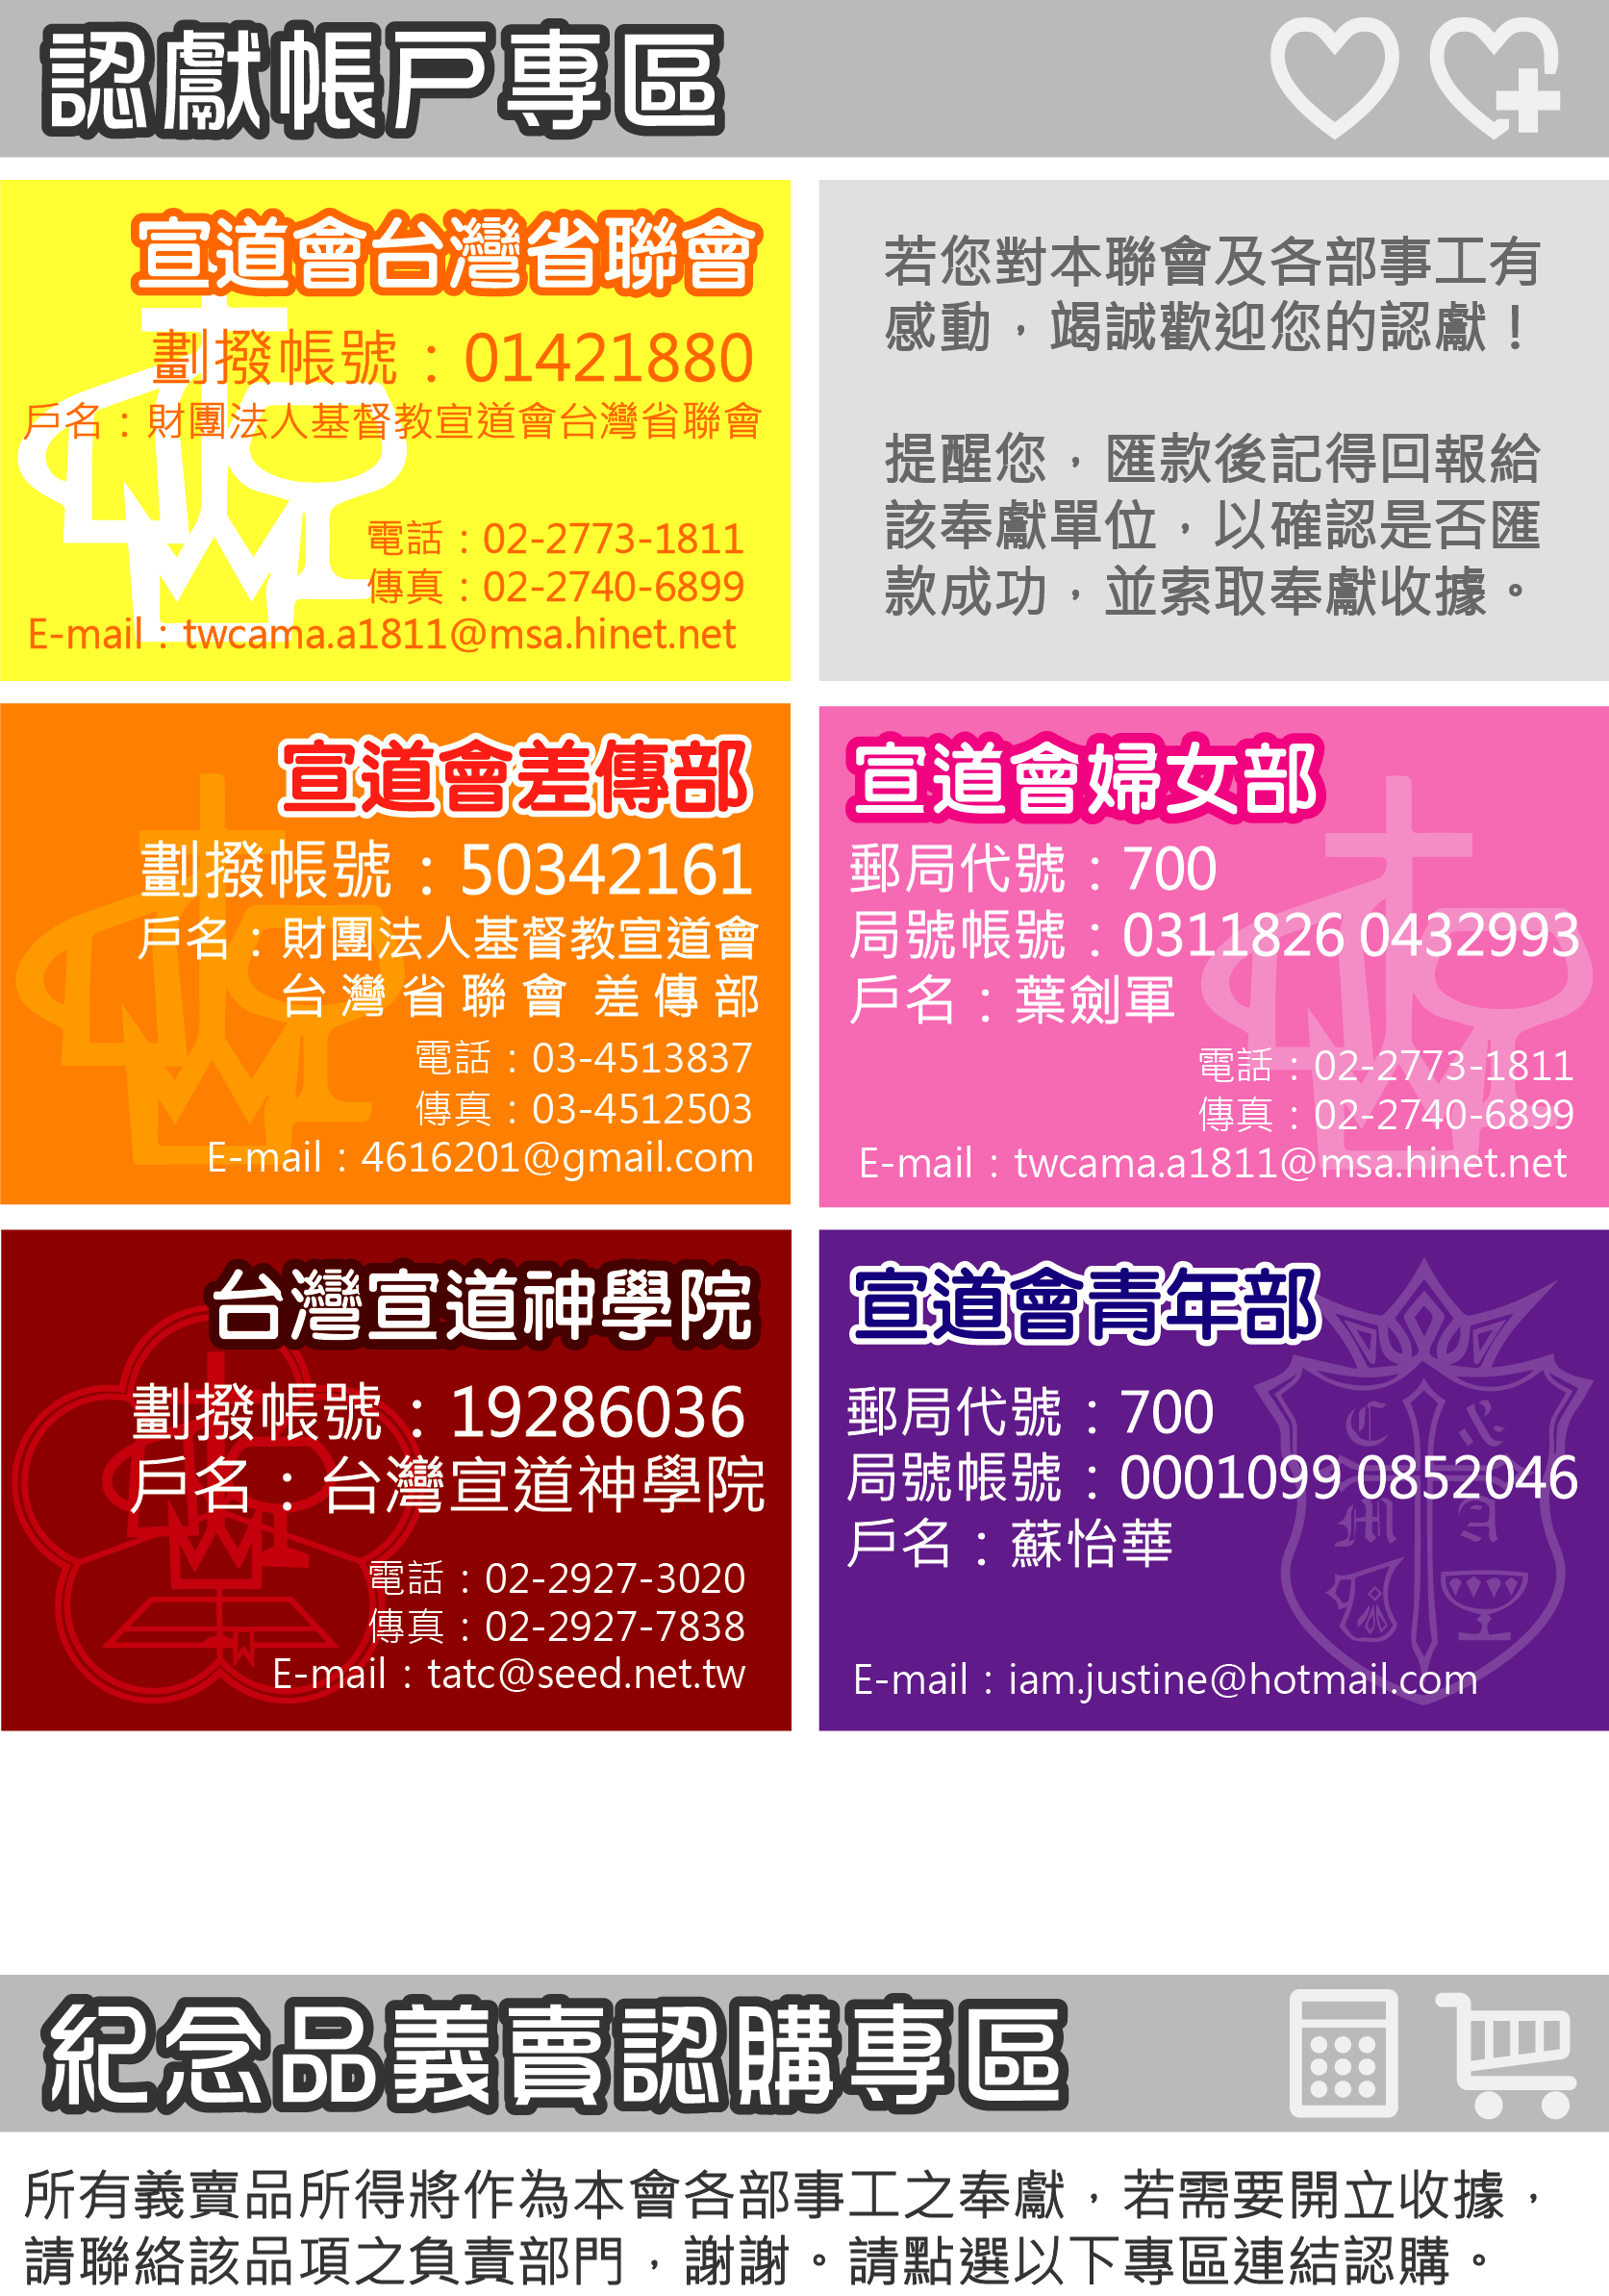 認獻帳戶專區
宣道會台灣省聯會
劃撥帳號：01421880
戶名：財團法人基督教宣道會台灣省聯會
電話：02-2773-1811
傳真：02-2740-6899
E-mail：twcama.a1811@msa.hinet.net
若您對本聯會及各部事工有
感動，竭誠歡迎您的認獻！
提醒您，匯款後記得回報給
該奉獻單位，以確認是否匯
款成功，並索取奉獻收據。
宣道會差傳部
劃撥帳號：50342161
戶名：財團法人基督教宣道會
台灣省聯會 差傳部
電話：03-4513837
傳真：03-4512503
E-mail：4616201@gmail.com
宣道會婦女部
郵局代號：700
局號帳號：0311826 0432993
戶名：葉劍軍
電話：02-2773-1811
傳真：02-2740-6899
E-mail：twcama.a1811@msa.hinet.net
台灣宣道神學院
劃撥帳號：19286036
戶名：台灣宣道神學院
電話：02-2927-3020
傳真：02-2927-7838
E-mail：tatc@seed.net.tw
宣道會青年部
郵局代號：700
局號帳號：0001099 0852046
戶名：蘇怡華
E-mail：iam.justine@hotmail.com
C &
M A
紀念品義賣認購專區
所有義賣品所得將作為本會各部事工之奉獻，若需要開立收據，
請聯絡該品項之負責部門，謝謝。請點選以下專區連結認購。